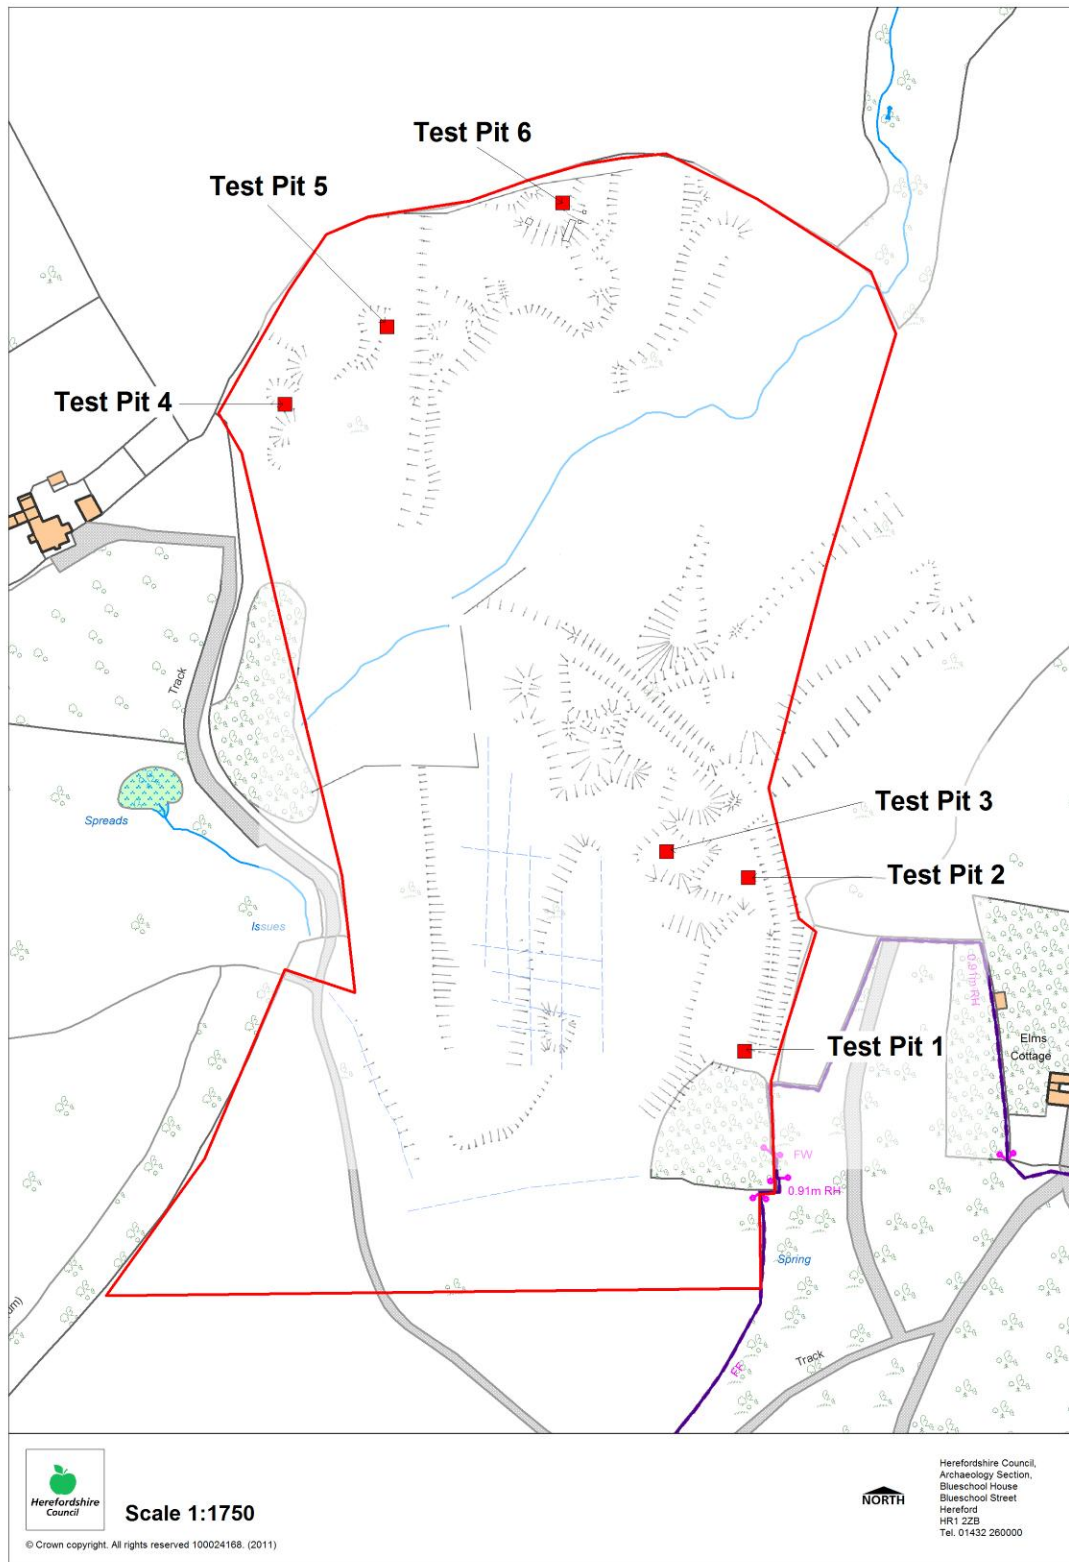 Test Pit 6
Test Pit 5
Test Pit 4
Track
Spreads
Issues
Test Pit 3
Test Pit 2
0.91m RH
Elms
Cottage
Test Pit 1
FW
0.91m RH
Spring
Track
FF
Herefordshire
Council
Scale 1:1750
© Crown copyright. All rights reserved 100024168. (2011)
NORTH
Herefordshire Council,
Archaeology Section,
Blueschool House
Blueschool Street
Hereford
HR1 2ZB
Tel. 01432 260000